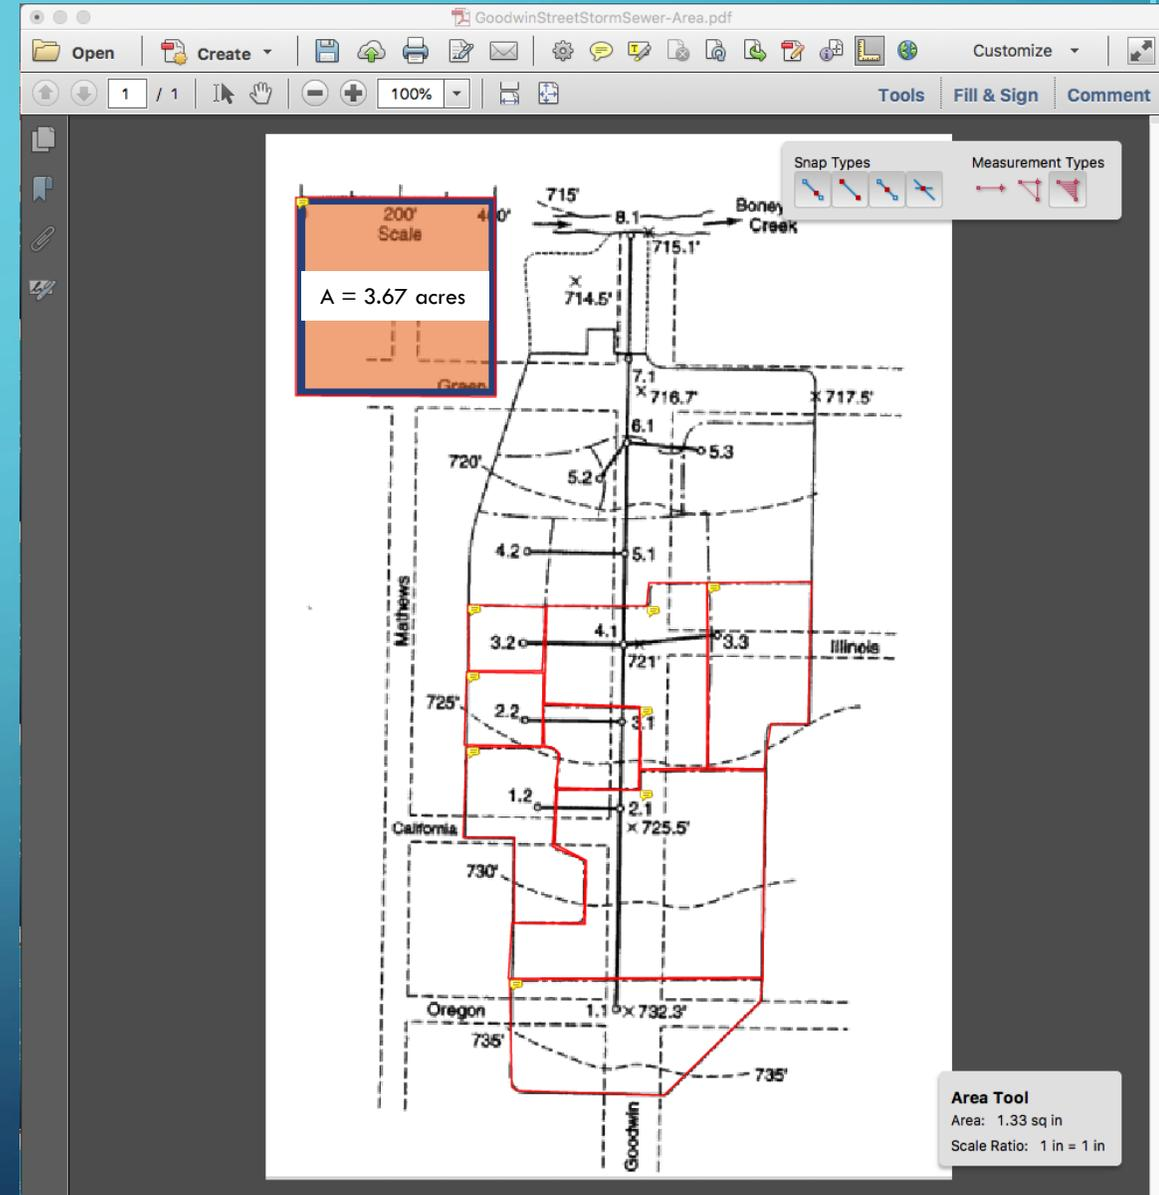 GoodwinStreetStormSewer-Area.pdf
Open
Create
Customize
1 / 1
100%
Tools
Fill & Sign
Comment
Snap Types
Measurement Types
200'
Scale
A = 3.67 acres
715'
8.1
Creek
715.1'
714.5'
Green
7.1
716.7'
717.5'
6.1
5.3
720'
5.2
4.2
5.1
Mathews
4.1
3.2
3.3
721'
Illinois
725'
2.2
3.1
1.2
2.1
725.5'
California
730'
Oregon
1.1
732.3'
735'
735'
Goodwin
Area Tool
Area: 1.33 sq in
Scale Ratio: 1 in = 1 in